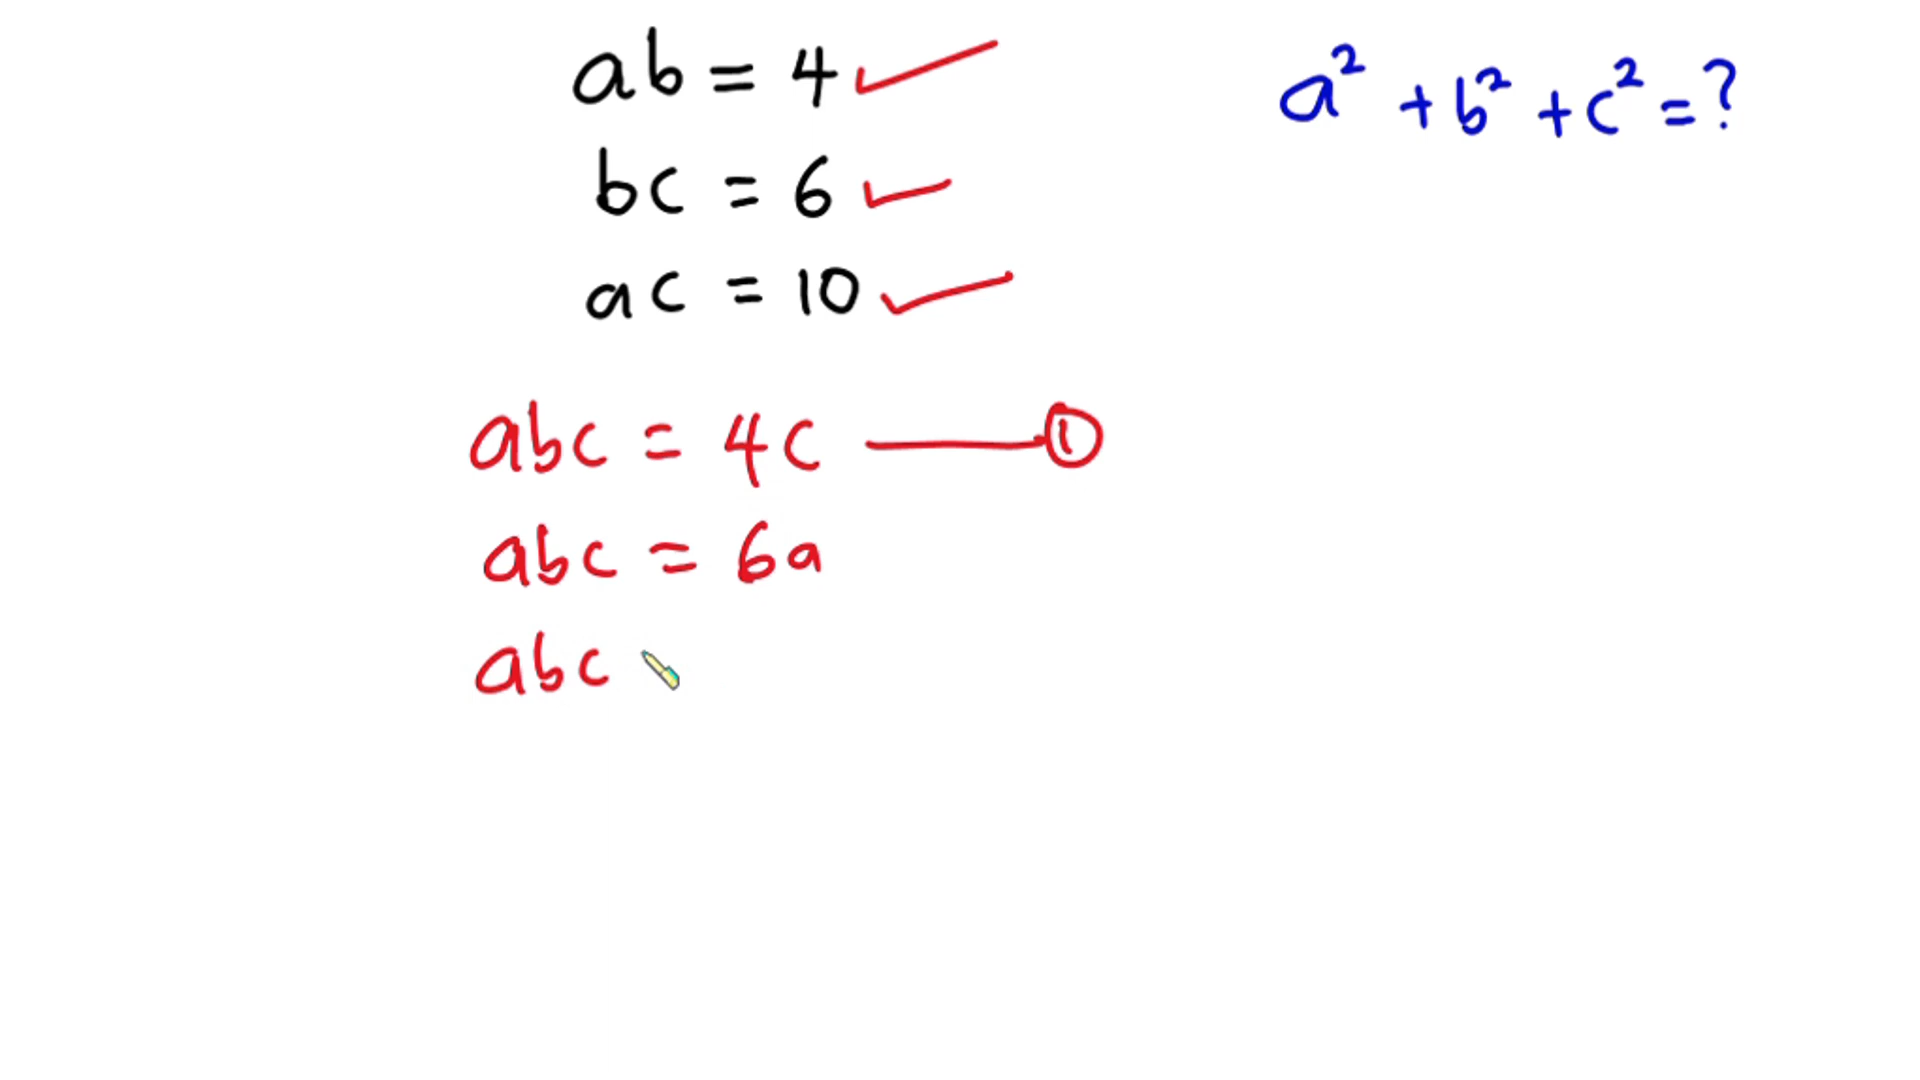 ab = 4
a² + b² + c² = ?
bc = 6
ac = 10
abc = 4c ——— ①
abc = 6a
abc